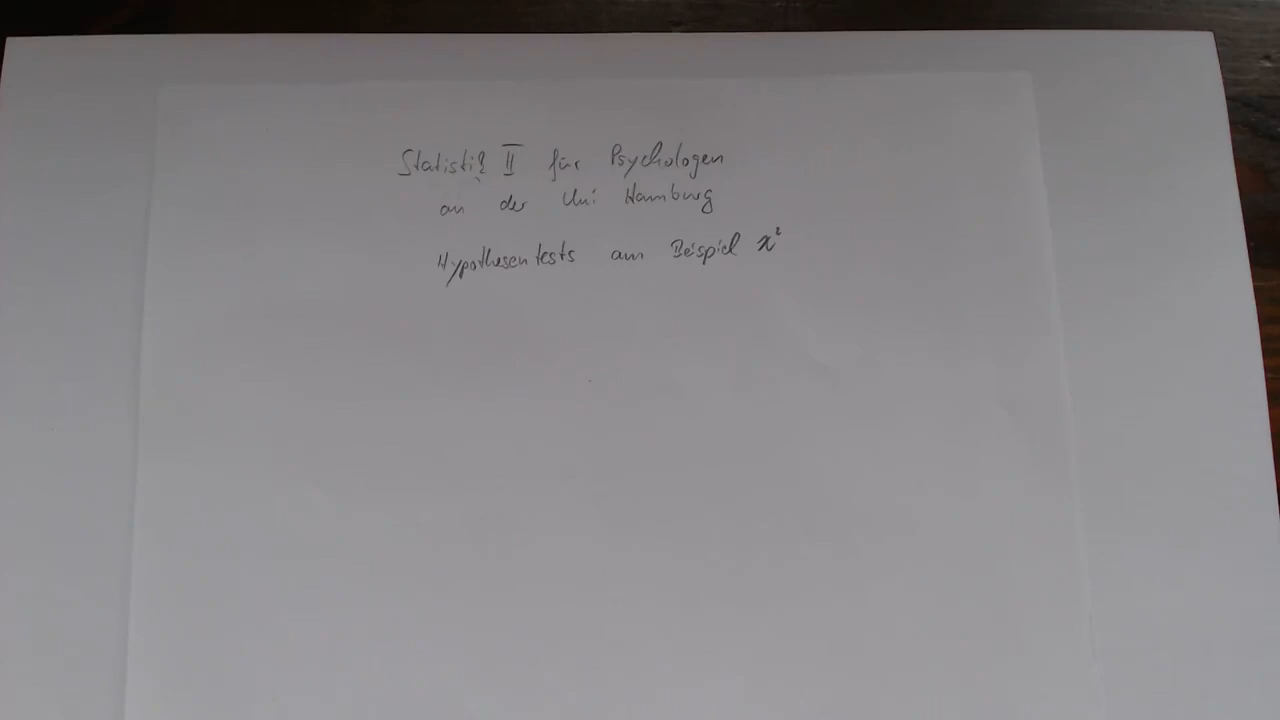 Statistik II für Psychologen
an der Uni Hamburg
Hypothesentests am Beispiel χ²